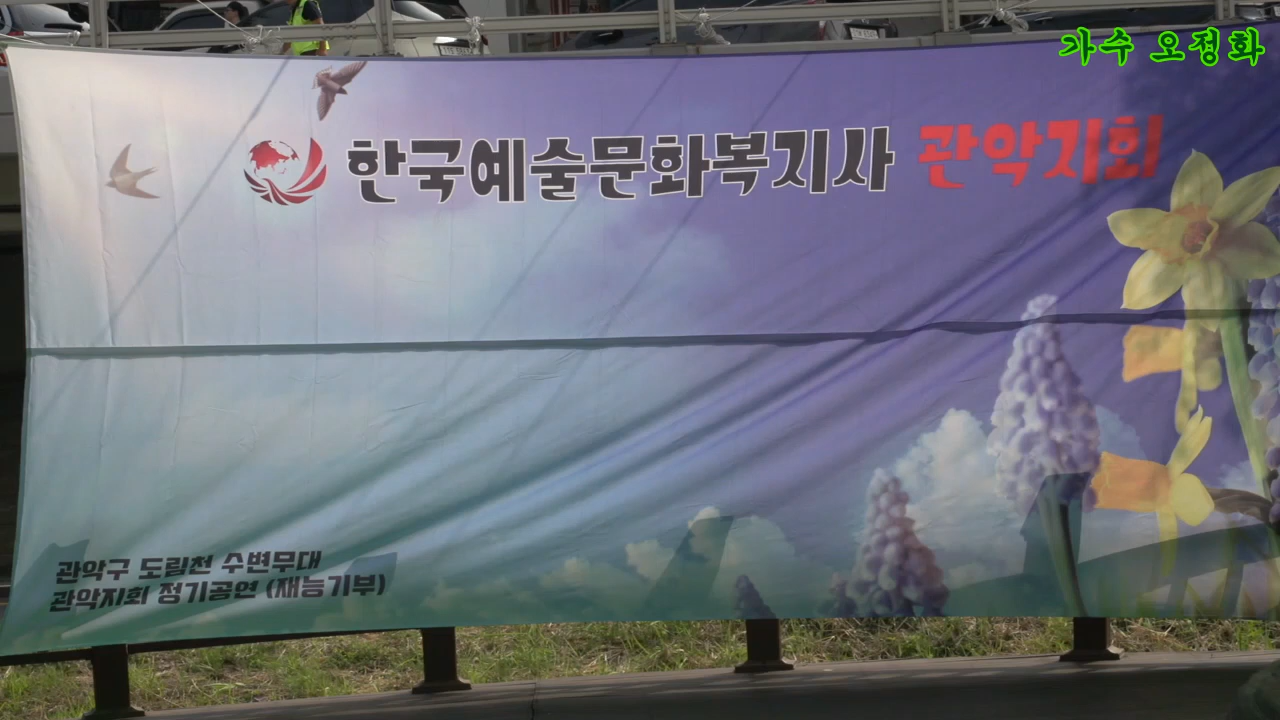 가수 오정화
한국예술문화복지사 관악지회
관악구 도림천 수변무대
관악지회 정기공연 (재능기부)